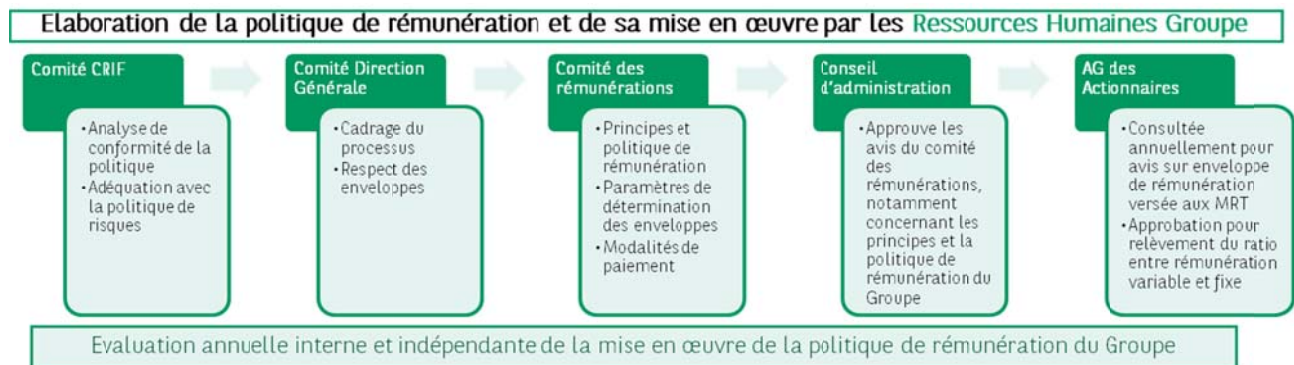 Elaboration de la politique de rémunération et de sa mise en œuvre par les Ressources Humaines Groupe
Comité CRIF
• Analyse de
conformité de la
politique
• Adéquation avec
la politique de
risques
Comité Direction
Générale
• Cadrage du
processus
• Respect des
enveloppes
Comité des
rémunérations
• Principes et
politique de
rémunération
• Paramètres de
détermination
des enveloppes
• Modalités de
paiement
Conseil
d'administration
• Approuve les
avis du comité
des
rémunérations,
notamment
concernant les
principes et la
politique de
rémunération du
Groupe
AG des
Actionnaires
• Consultée
annuellement pour
avis sur enveloppe
de rémunération
versée aux MRT
• Approbation pour
relèvement du ratio
entre rémunération
variable et fixe
Evaluation annuelle interne et indépendante de la mise en œuvre de la politique de rémunération du Groupe